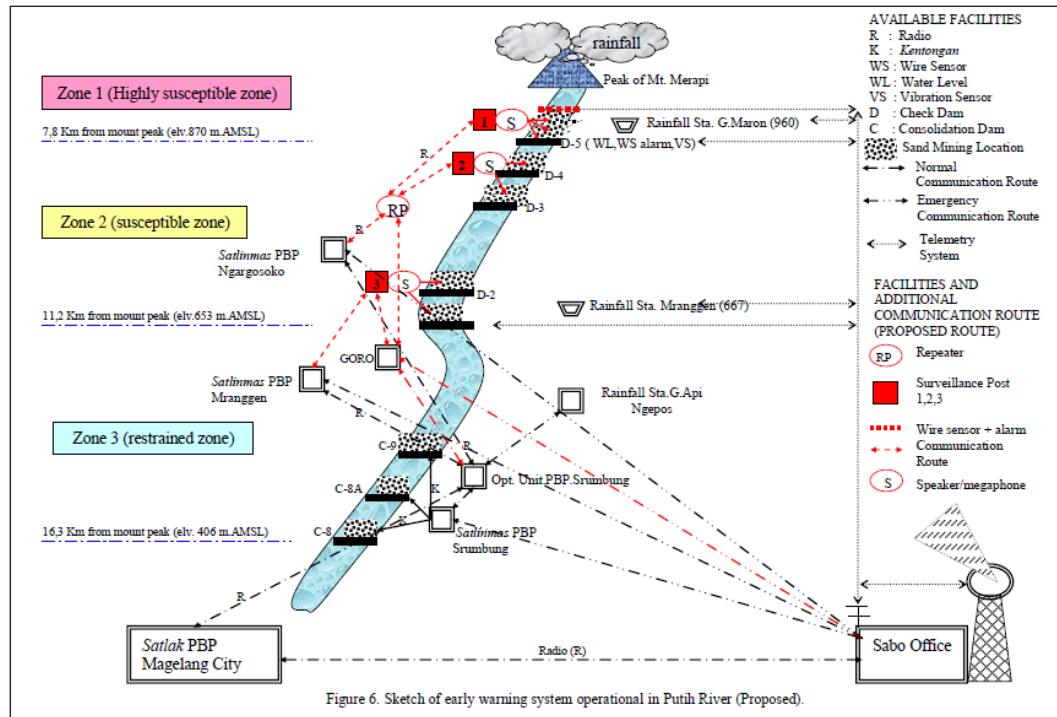 rainfall
Peak of Mt. Merapi
Zone 1 (Highly susceptible zone)
7,8 Km from mount peak (elv.870 m.AMSL)
1
S
Rainfall Sta. G.Maron (960)
D-5 ( WL,WS alarm,VS)
R
2
S
D-4
D-3
RP
Zone 2 (susceptible zone)
R
Satlinmas PBP
Ngargosoko
3
S
D-2
Rainfall Sta. Mranggen (667)
11,2 Km from mount peak (elv.653 m.AMSL)
GORO
Satlinmas PBP
Mranggen
R
Rainfall Sta.G.Api
Ngepos
Zone 3 (restrained zone)
C-9
R
Opt. Unit.PBP.Srumbung
K
C-8A
K
Satlinmas PBP
Srumbung
C-8
16,3 Km from mount peak (elv. 406 m.AMSL)
R
Satlak PBP
Magelang City
Radio (R)
Sabo Office
AVAILABLE FACILITIES
R : Radio
K : Kentongan
WS : Wire Sensor
WL : Water Level
VS : Vibration Sensor
D : Check Dam
C : Consolidation Dam
Sand Mining Location
Normal
Communication Route
Emergency
Communication Route
Telemetry
System
FACILITIES AND
ADDITIONAL
COMMUNICATION ROUTE
(PROPOSED ROUTE)
RP
Repeater
Surveillance Post
1,2,3
Wire sensor + alarm
Communication
Route
S
Speaker/megaphone
Figure 6. Sketch of early warning system operational in Putih River (Proposed).